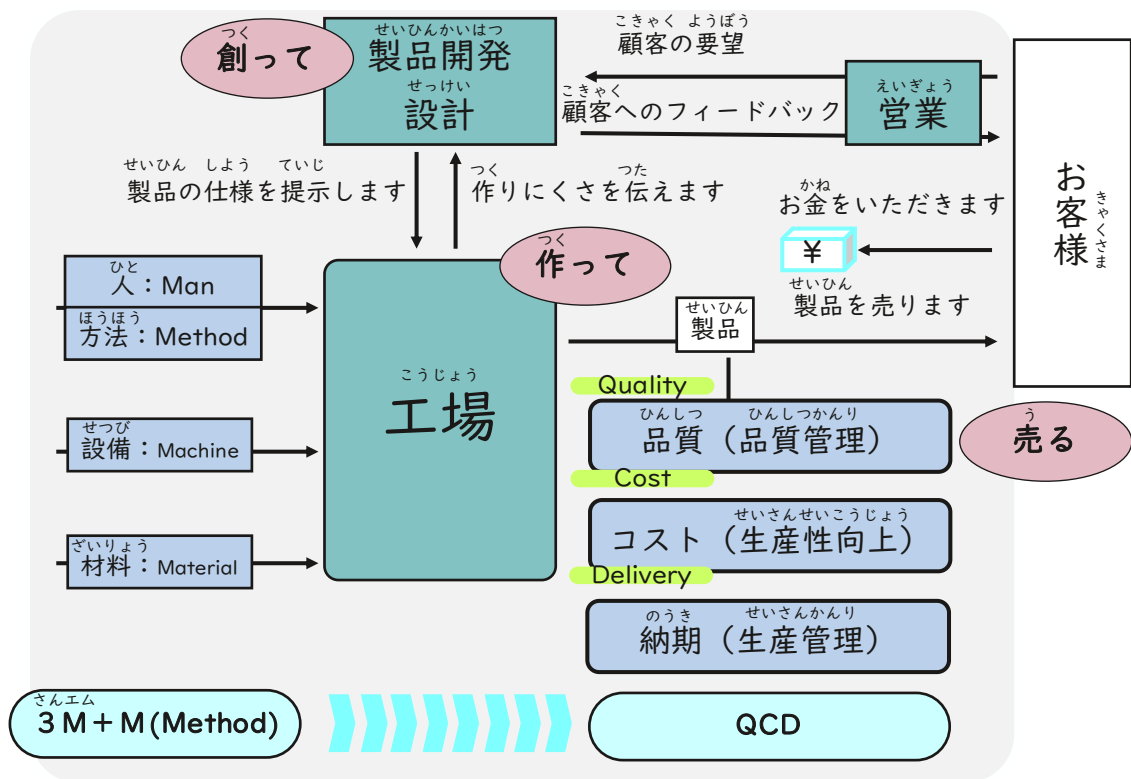 つく
創って
せいひんかいはつ
製品開発
せっけい
設計
こきゃく ようぼう
顧客の要望
こきゃく
顧客へのフィードバック
えいぎょう
営業
お客様
きゃくさま
せいひん しよう ていじ
製品の仕様を提示します
つく つた
作りにくさを伝えます
かね
お金をいただきます
¥
せいひん
製品を売ります
つく
作って
ひと
人：Man
ほうほう
方法：Method
せつび
設備：Machine
ざいりょう
材料：Material
こうじょう
工場
せいひん
製品
Quality
ひんしつ ひんしつかんり
品質（品質管理）
う
売る
Cost
せいさんせいこうじょう
コスト（生産性向上）
Delivery
のうき せいさんかんり
納期（生産管理）
さんエム
３M＋M(Method)
QCD